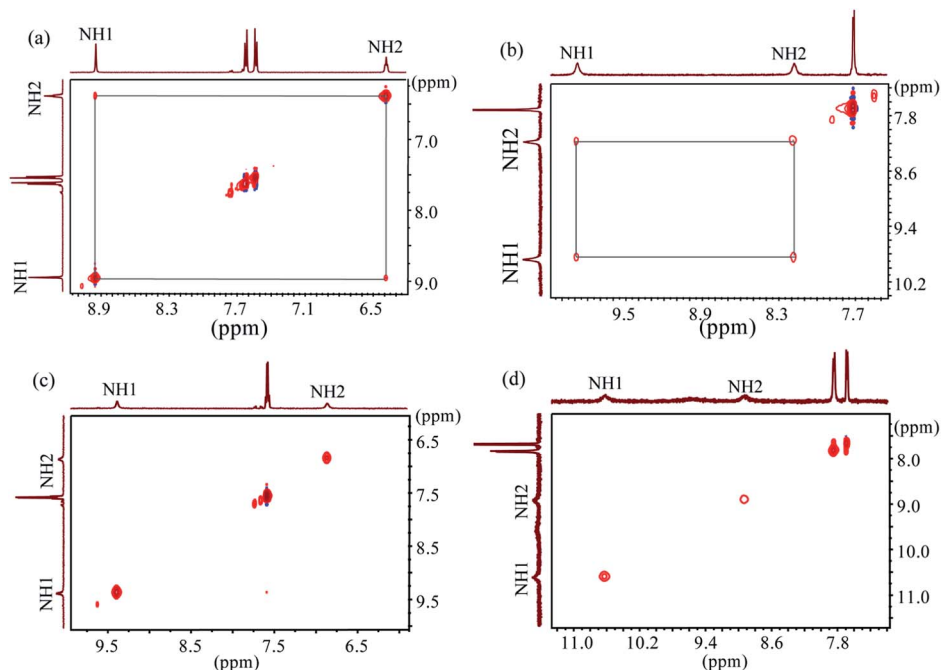 (a)
NH1
NH2
(ppm)
NH2
7.0
8.0
NH1
9.0
8.9
8.3
7.7
7.1
6.5
(ppm)
(b)
NH1
NH2
(ppm)
7.8
NH2
8.6
9.4
NH1
10.2
9.5
8.9
8.3
7.7
(ppm)
(c)
NH1
NH2
(ppm)
6.5
NH2
7.5
8.5
NH1
9.5
9.5
8.5
7.5
6.5
(ppm)
(d)
NH1
NH2
(ppm)
8.0
NH2
9.0
10.0
NH1
11.0
11.0
10.2
9.4
8.6
7.8
(ppm)